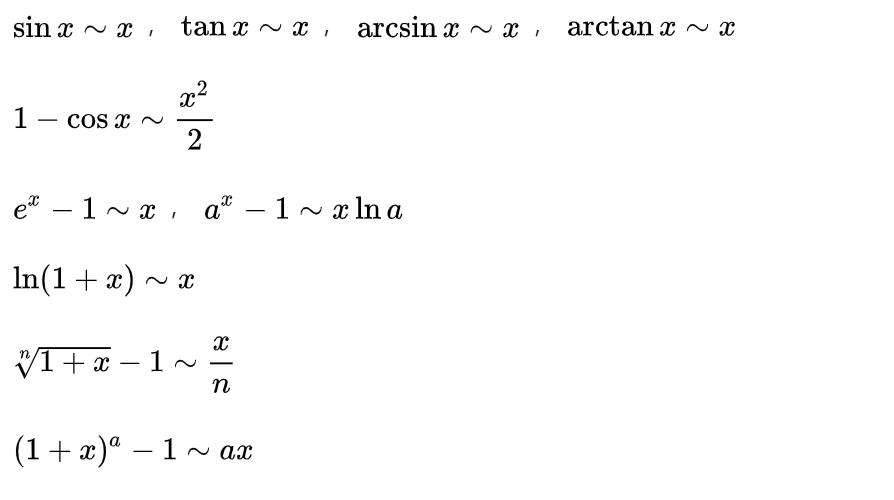 sin x ∼ x , tan x ∼ x , arcsin x ∼ x , arctan x ∼ x
1 − cos x ∼ x²/2
eˣ − 1 ∼ x , aˣ − 1 ∼ x ln a
ln(1 + x) ∼ x
ⁿ√(1 + x) − 1 ∼ x/n
(1 + x)ᵃ − 1 ∼ ax